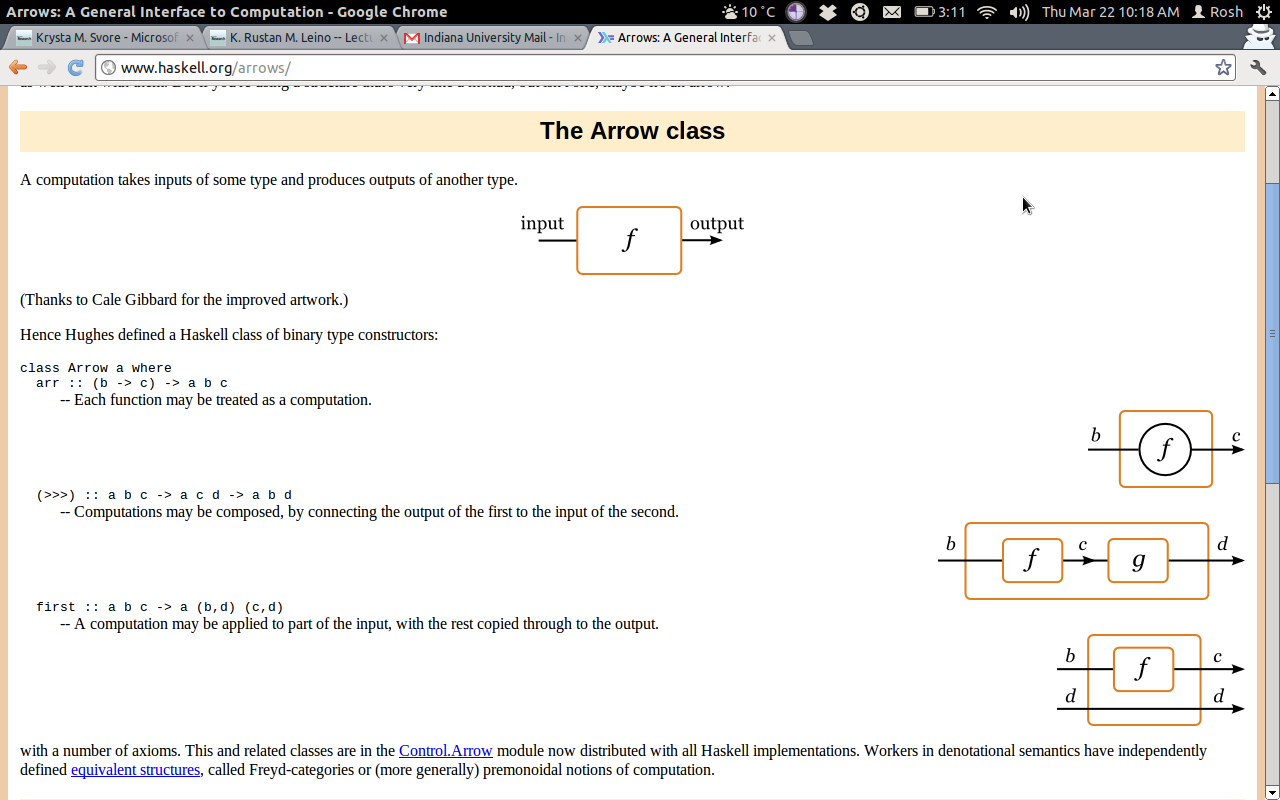 Arrows: A General Interface to Computation - Google Chrome
10 °C
3:11
Thu Mar 22 10:18 AM
Rosh
Krysta M. Svore - Microsof
K. Rustan M. Leino -- Lectu
Indiana University Mail - In
Arrows: A General Interfac
www.haskell.org/arrows/
The Arrow class
A computation takes inputs of some type and produces outputs of another type.
input f output
(Thanks to Cale Gibbard for the improved artwork.)
Hence Hughes defined a Haskell class of binary type constructors:
class Arrow a where
arr :: (b -> c) -> a b c
-- Each function may be treated as a computation.
b f c
(>>>) :: a b c -> a c d -> a b d
-- Computations may be composed, by connecting the output of the first to the input of the second.
b f c g d
first :: a b c -> a (b,d) (c,d)
-- A computation may be applied to part of the input, with the rest copied through to the output.
b f c
d d
with a number of axioms. This and related classes are in the Control.Arrow module now distributed with all Haskell implementations. Workers in denotational semantics have independently
defined equivalent structures, called Freyd-categories or (more generally) premonoidal notions of computation.